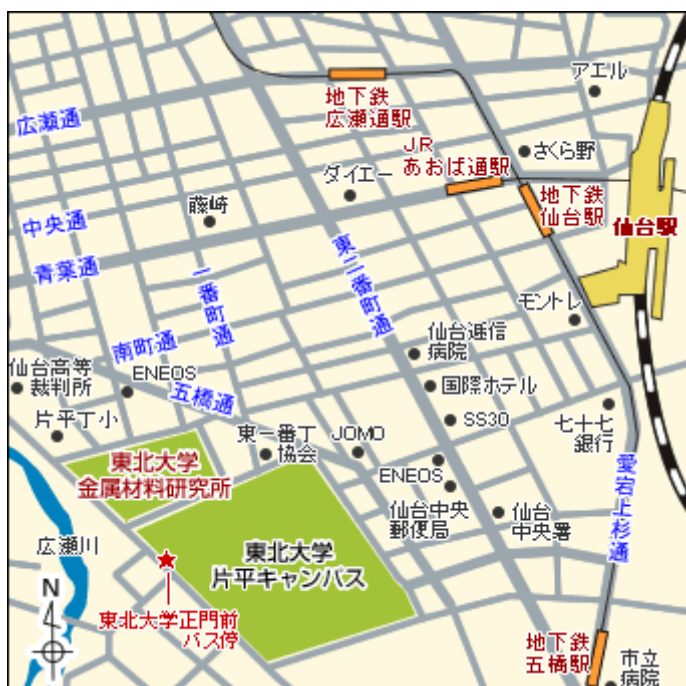 アエル
地下鉄
広瀬通駅
広瀬通
JR
あおば通駅
さくら野
ダイエー
地下鉄
仙台駅
藤崎
中央通
仙台駅
青葉通
一番町通
東二番町通
モントレ
南町通
仙台逓信
病院
仙台高等
裁判所
ENEOS
五橋通
国際ホテル
片平丁小
SS30
七十七
銀行
東一番丁
協会
JOMO
東北大学
金属材料研究所
ENEOS
愛宕上杉通
仙台中央
郵便局
仙台
中央署
広瀬川
東北大学
片平キャンパス
N
東北大学正門前
バス停
地下鉄
五橋駅
市立
病院